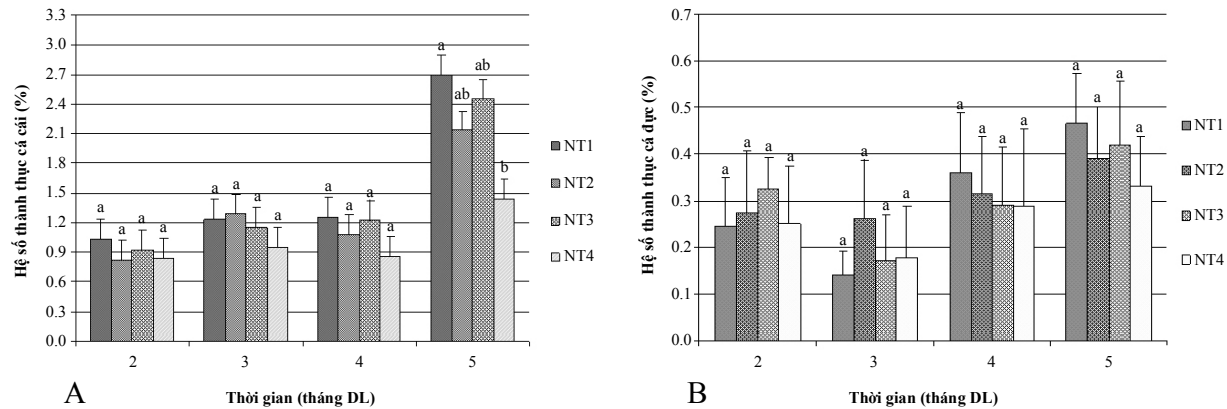 Hệ số thành thục cá cái (%)
3.3
3.0
2.7
2.4
2.1
1.8
1.5
1.2
0.9
0.6
0.3
0.0
a a a a
a a a a
a a a a
a ab ab b
2 3 4 5
Thời gian (tháng DL)
NT1
NT2
NT3
NT4
A
Hệ số thành thục cá đực (%)
0.7
0.6
0.5
0.4
0.3
0.2
0.1
0.0
a a a a
a a a a
a a a a
a a a a
2 3 4 5
Thời gian (tháng DL)
NT1
NT2
NT3
NT4
B